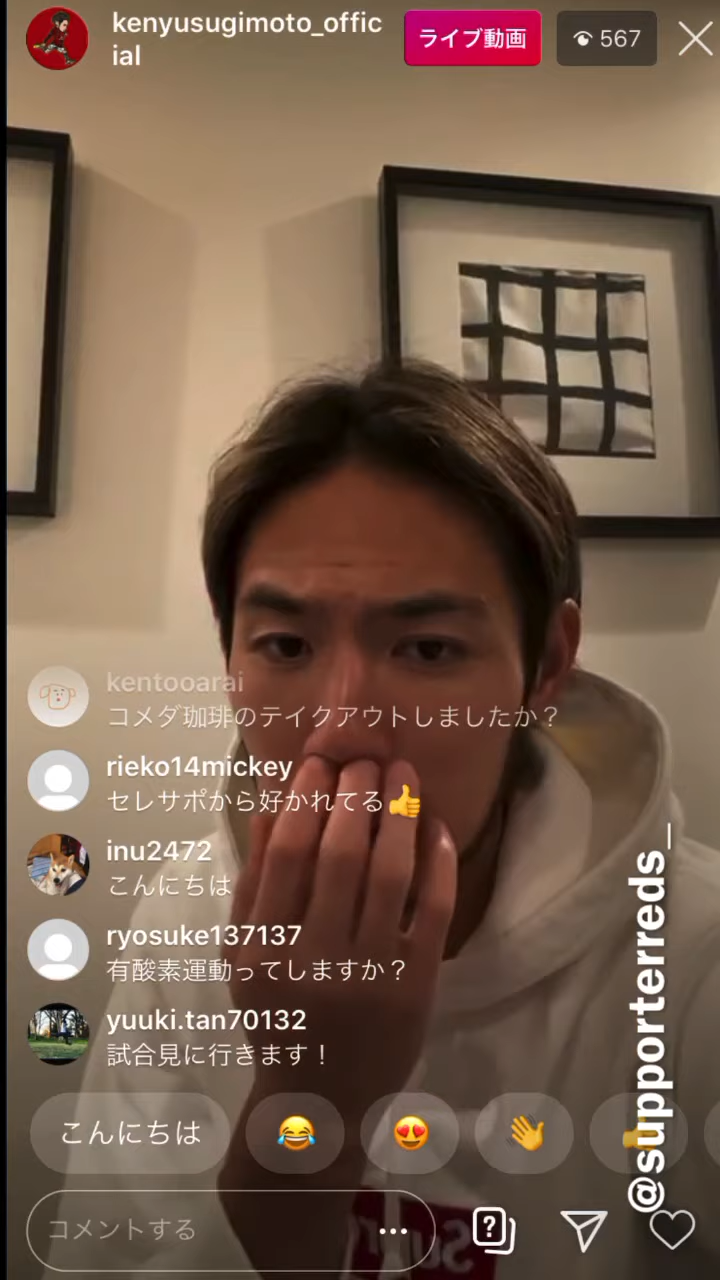 kenyusugimoto_offic
ial
ライブ動画
567
kentooarai
コメダ珈琲のテイクアウトしましたか？
rieko14mickey
セレサポから好かれてる👍
inu2472
こんにちは
ryosuke137137
有酸素運動ってしますか？
yuuki.tan70132
試合見に行きます！
こんにちは 😂 😍 👋
コメントする
@supporterreds_